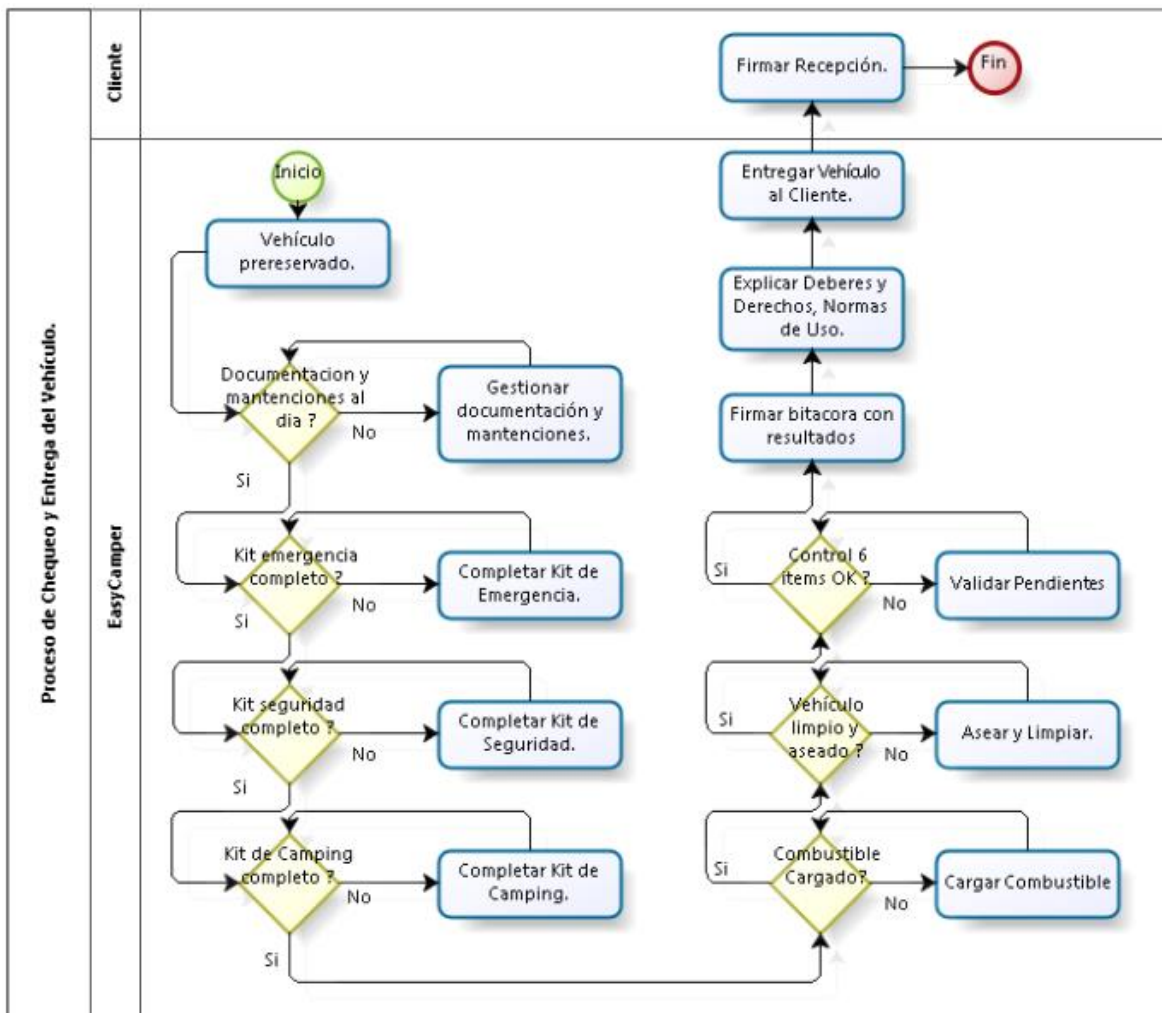 Proceso de Chequeo y Entrega del Vehículo.
Cliente
Firmar Recepción.
Fin
EasyCamper
Inicio
Vehículo
prereservado.
Documentacion y
mantenciones al
dia ?
No
Si
Gestionar
documentación y
mantenciones.
Kit emergencia
completo ?
No
Si
Completar Kit de
Emergencia.
Kit seguridad
completo ?
No
Si
Completar Kit de
Seguridad.
Kit de Camping
completo ?
No
Si
Completar Kit de
Camping.
Combustible
Cargado?
Si
No
Cargar Combustible
Vehículo
limpio y
aseado ?
Si
No
Asear y Limpiar.
Control 6
items OK ?
Si
No
Validar Pendientes
Firmar bitacora con
resultados
Explicar Deberes y
Derechos, Normas
de Uso.
Entregar Vehículo
al Cliente.